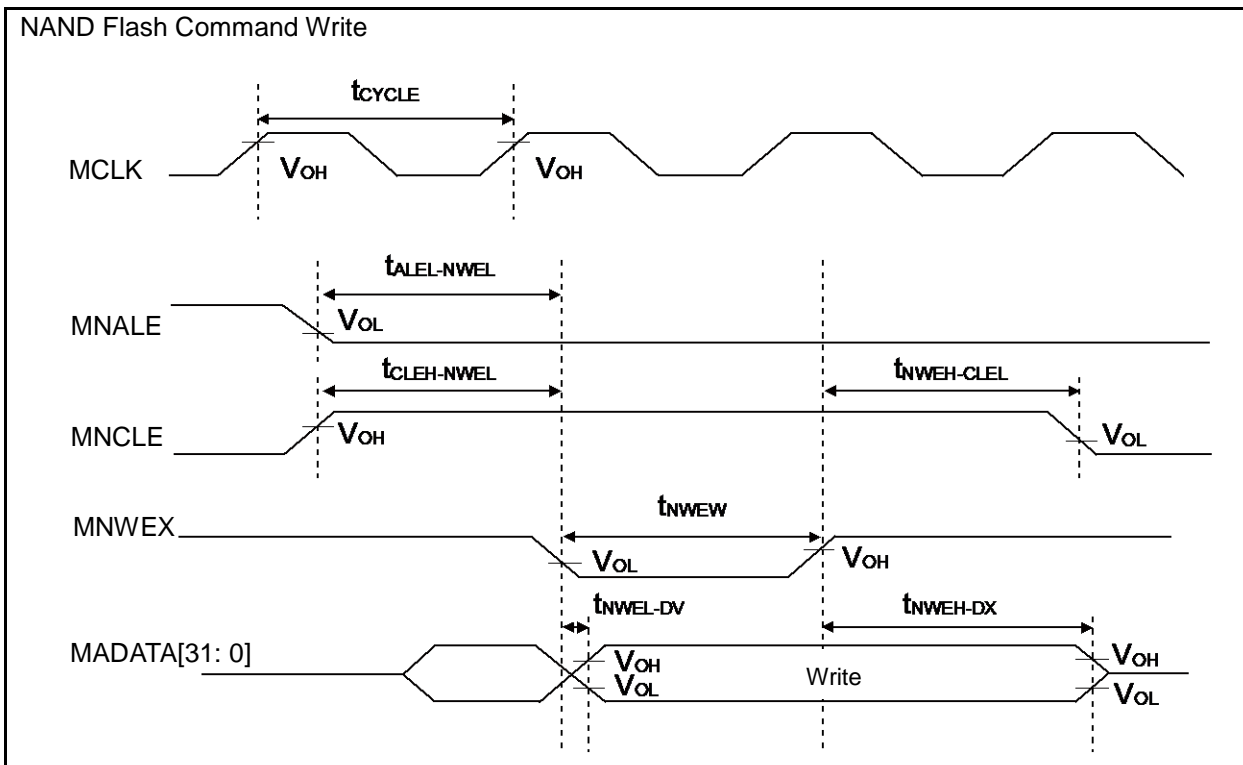 NAND Flash Command Write
tCYCLE
MCLK
VOH
VOH
tALEL-NWEL
MNALE
VOL
tCLEH-NWEL
tNWEH-CLEL
MNCLE
VOH
VOL
tNWEW
MNWEX
VOL
VOH
tNWEL-DV
tNWEH-DX
MADATA[31: 0]
VOH
VOL
Write
VOH
VOL